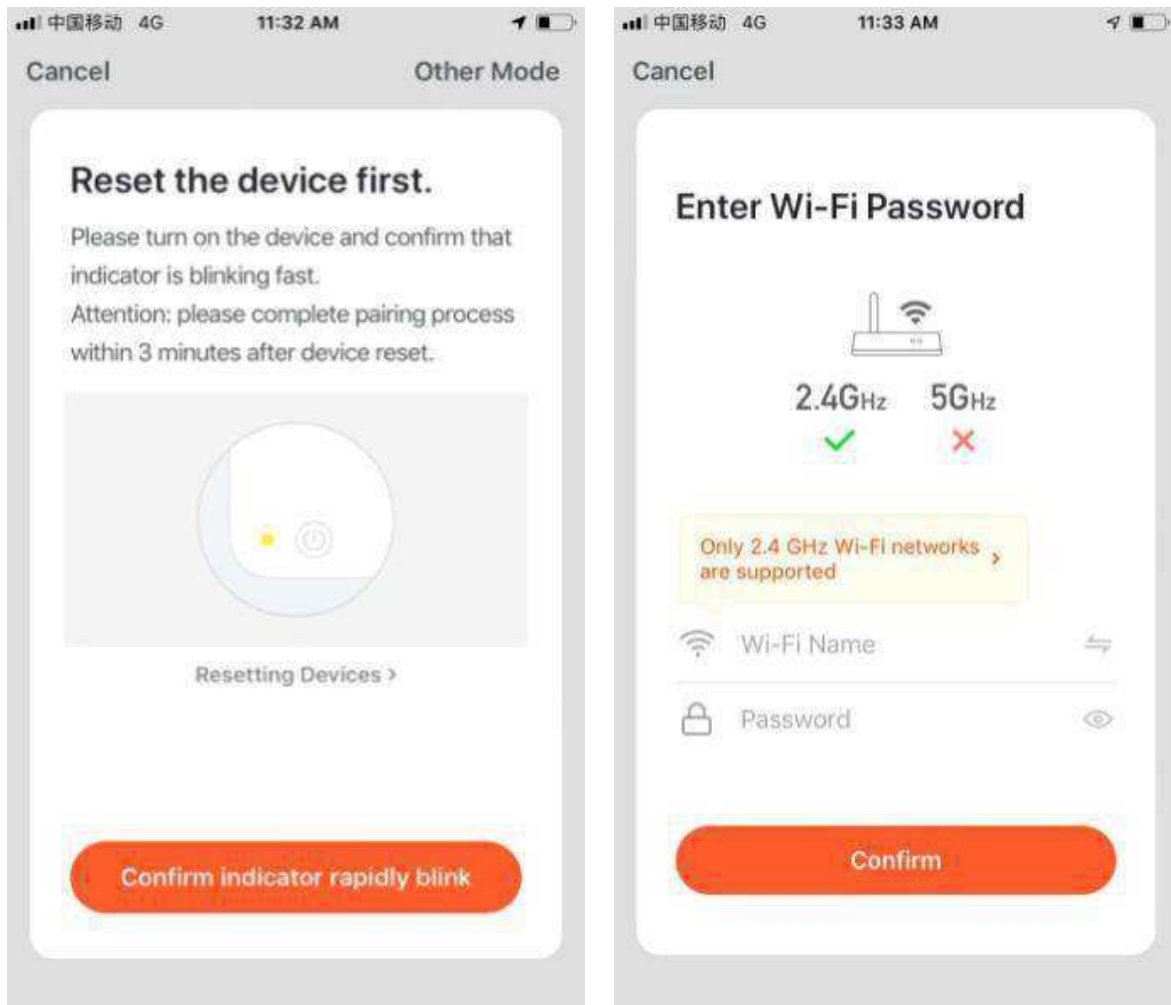 中国移动 4G 11:32 AM
Cancel Other Mode
Reset the device first.
Please turn on the device and confirm that
indicator is blinking fast.
Attention: please complete pairing process
within 3 minutes after device reset.
Resetting Devices >
Confirm indicator rapidly blink
中国移动 4G 11:33 AM
Cancel
Enter Wi-Fi Password
2.4GHz 5GHz
Only 2.4 GHz Wi-Fi networks >
are supported
Wi-Fi Name
Password
Confirm